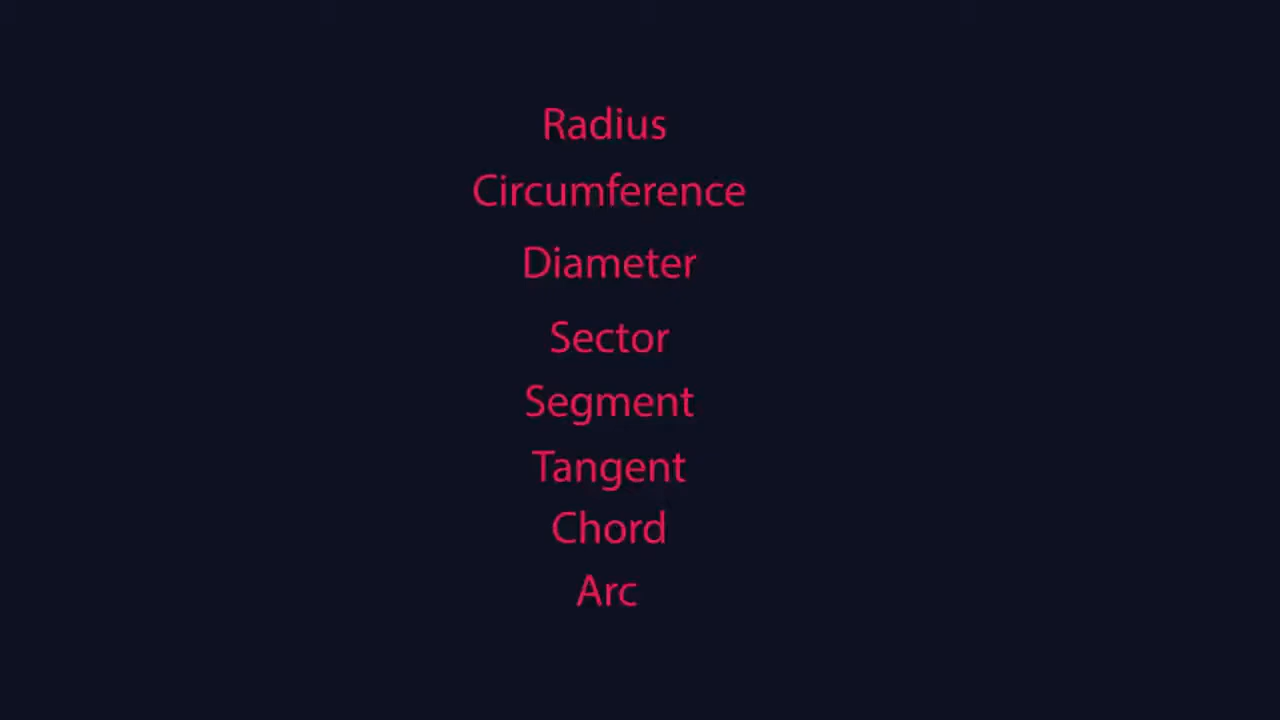 Radius
Circumference
Diameter
Sector
Segment
Tangent
Chord
Arc